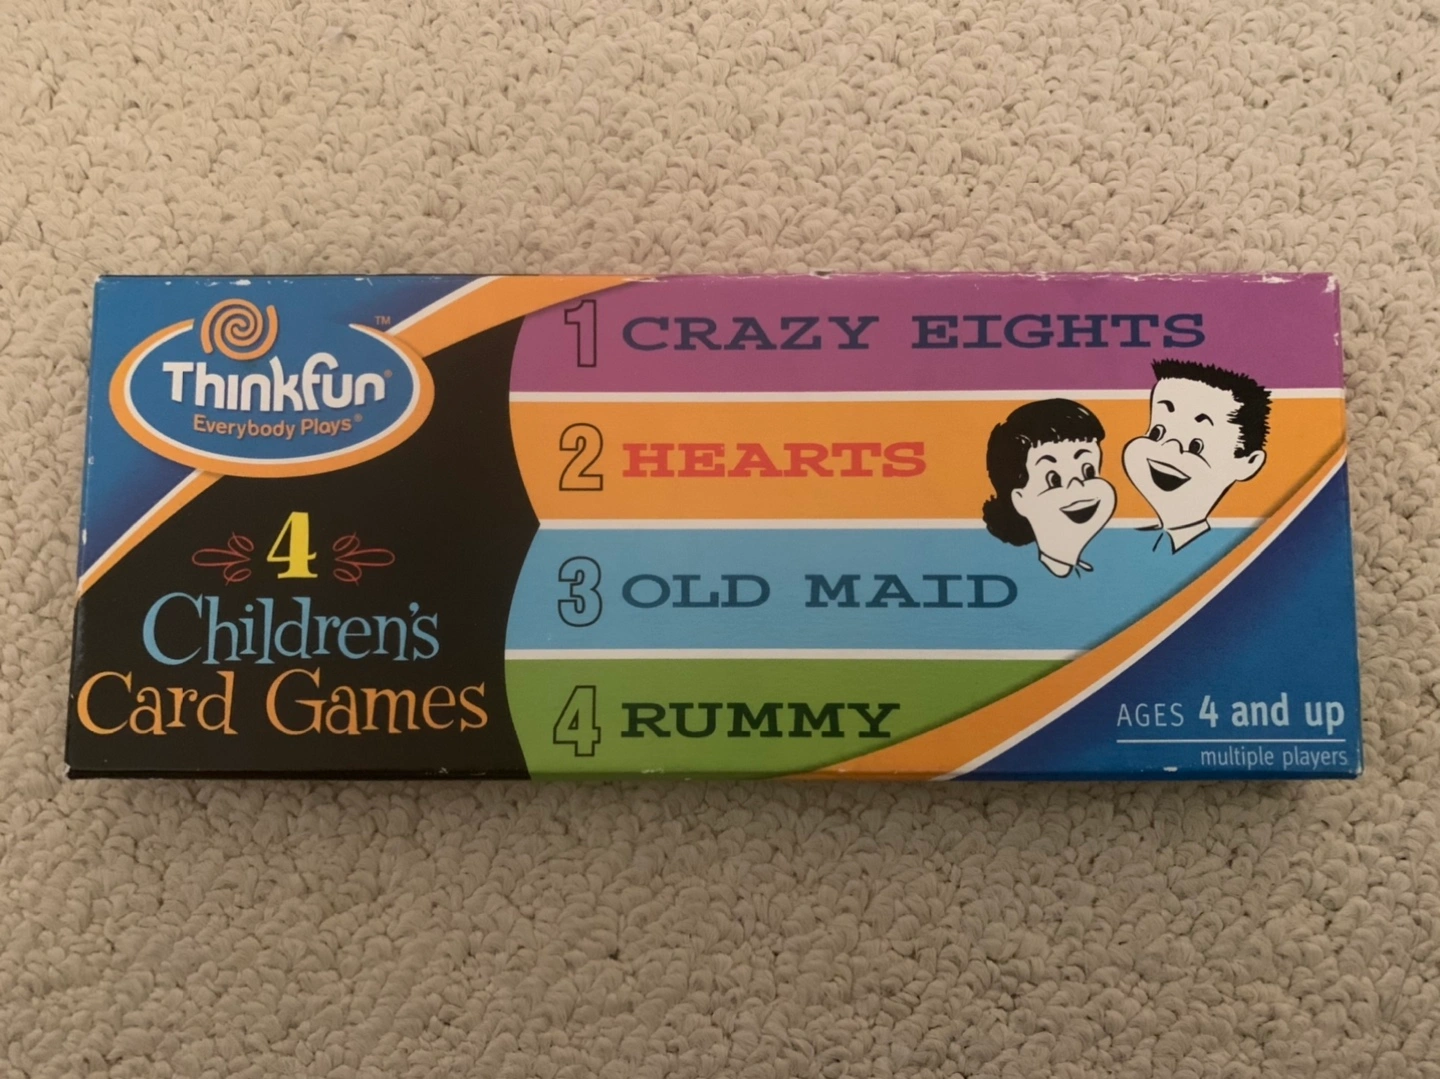 ThinkFun®
TM
Everybody Plays®
4
Children's
Card Games
1 CRAZY EIGHTS
2 HEARTS
3 OLD MAID
4 RUMMY
AGES 4 and up
multiple players